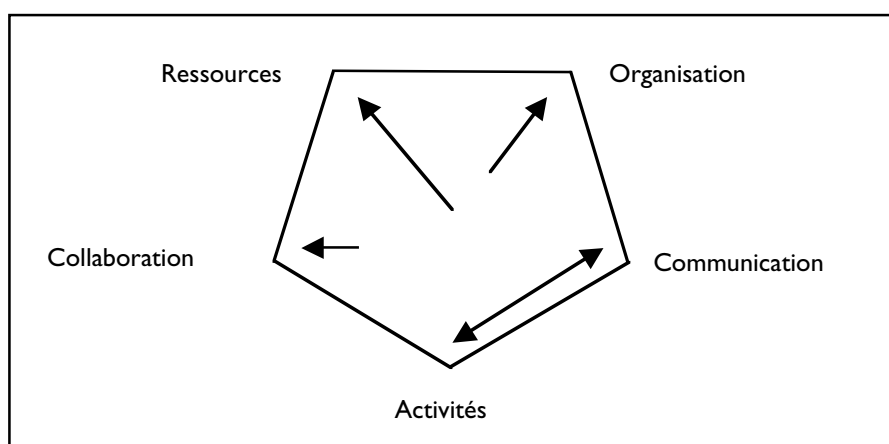 Ressources
Organisation
Collaboration
Communication
Activités